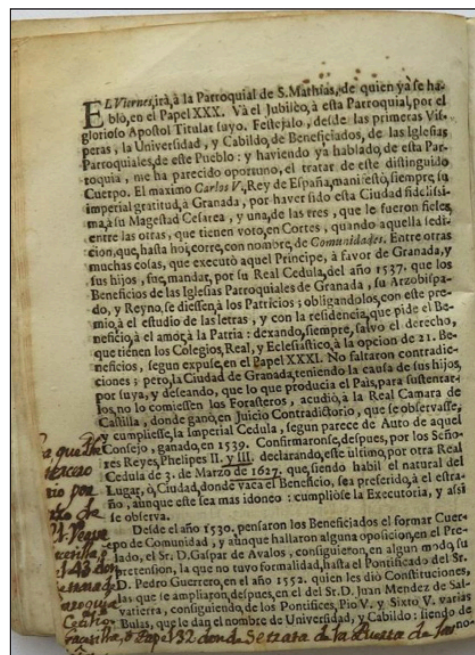 EL Viernes, irà, à la Parroquial de S. Mathias, de quien yà se ha-
blò, en el Papel XXX. Và el Jubilèo, à esta Parroquial, por el
glorioso Apostol Titular suyo. Festejalo, desde las primeras Vis-
peras, la Universidad, y Cabildo, de Beneficiados, de las Iglesias
Parroquiales, de este Pueblo: y haviendo yà hablado, de esta Par-
roquia, me ha parecido oportuno, el tratar de este distinguido
Cuerpo. El maximo Carlos V. Rey de España, manifestò, siempre, su
imperial gratitud, à Granada, por haver sido esta Ciudad fidelissi-
ma, à su Magestad Cesarea, y una, de las tres, que le fueron fieles,
entre las otras, que tienen voto, en Cortes, quando aquella sedi-
cion, que, hasta hoi, corre, con nombre, de Comunidades. Entre otras
muchas cosas, que executò aquel Principe, à favor de Granada, y
sus hijos, fue, mandar, por su Real Cedula, del año 1537. que los
Beneficios de las Iglesias Parroquiales de Granada, su Arzobispa-
do, y Reyno, se diessen, à los Patricios; obligandolos, con este pre-
mio, à el estudio de las letras, y con la residencia, que pide el Be-
neficio, à el amor, à la Patria: dexando, siempre, salvo el derecho,
que tienen los Colegios, Real, y Eclesiastico, à la opcion de 21. Be-
neficios, segun expuse, en el Papel XXXI. No faltaron contradic-
ciones; pero, la Ciudad de Granada, teniendo la causa de sus hijos,
por suya, y deseando, que lo que producia el Pais, para sustentar-
los, no lo comiessen los Forasteros, acudiò, à la Real Camara de
Castilla, donde ganò, en Juicio Contradictorio, que se observasse,
y cumpliesse, la Imperial Cedula, segun parece de Auto de aquel
Consejo, ganado, en 1539. Confirmaronse, despues, por los Seño-
res Reyes, Phelipes II. y III. declarando, este ultimo, por otra Real
Cedula de 3. de Marzo de 1627. que, siendo habil el natural del
Lugar, ò, Ciudad, donde vaca el Beneficio, sea preferido, à el estra-
ño, aunque este sea mas idoneo: cumpliòse la Executoria, y assi
se observa.
Desde el año 1530. pensaron los Beneficiados el formar Cuer-
po de Comunidad, y aunque hallaron alguna oposicion, en el Pre-
lado, el Sr. D. Gaspar de Avalos, consiguieron, en algun modo, su
pretension, la que no tuvo formalidad, hasta el Pontificado, del Sr.
D. Pedro Guerrero, en el año 1552. quien les diò Constituciones,
las que se ampliaron, despues, en el del Sr. D. Juan Mendez de Sal-
vatierra, consiguiendo, de los Pontifices, Pio V. y Sixto V. varias
Bulas, que le dan el nombre de Universidad, y Cabildo: siendo de
no-
donde se trata de la